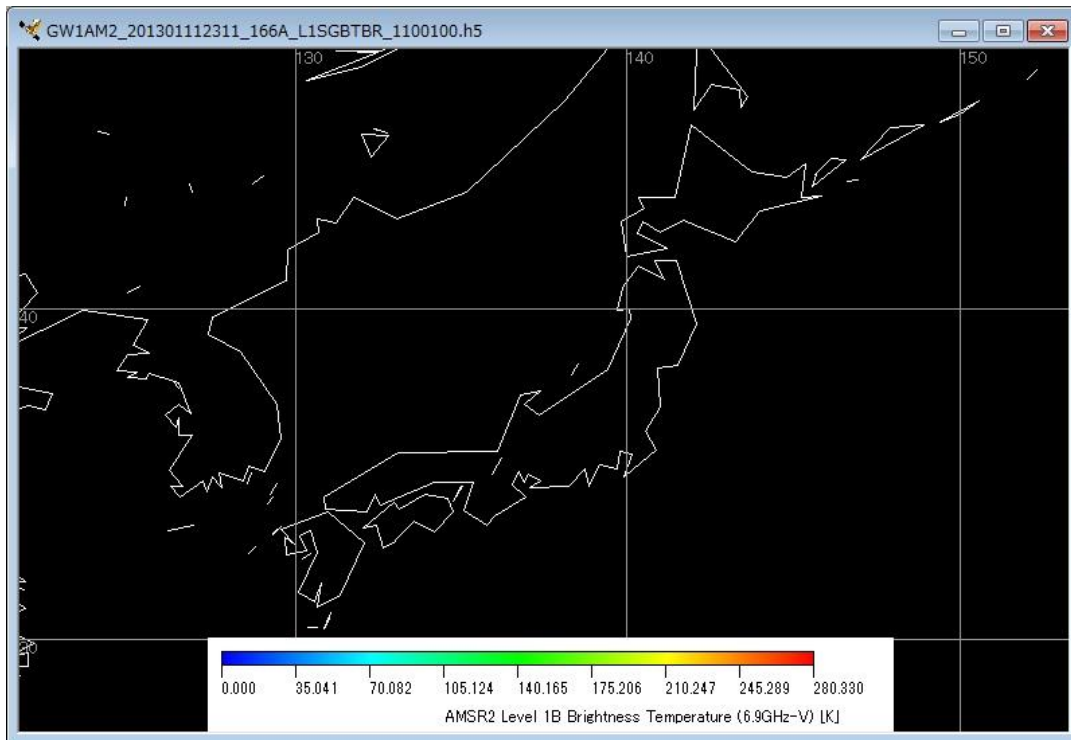 GW1AM2_201301112311_166A_L1SGBTBR_1100100.h5
130 140 150
40
0.000 35.041 70.082 105.124 140.165 175.206 210.247 245.289 280.330
AMSR2 Level 1B Brightness Temperature (6.9GHz-V) [K]